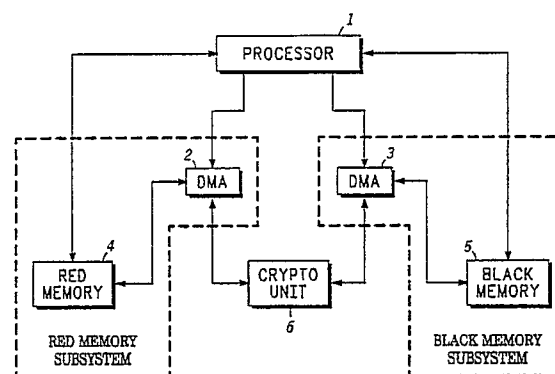 1
PROCESSOR
2
DMA
3
DMA
4
RED
MEMORY
CRYPTO
UNIT
6
5
BLACK
MEMORY
RED MEMORY
SUBSYSTEM
BLACK MEMORY
SUBSYSTEM